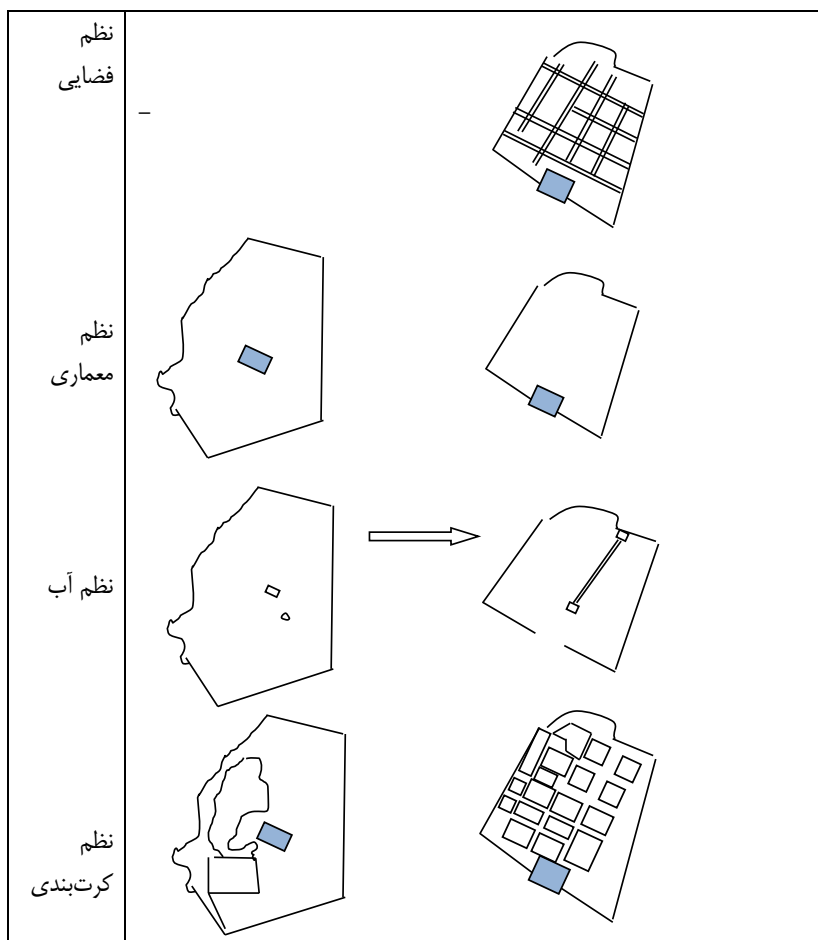 نظم
فضایی
–
نظم
معماری
نظم آب
نظم
کرت‌بندی